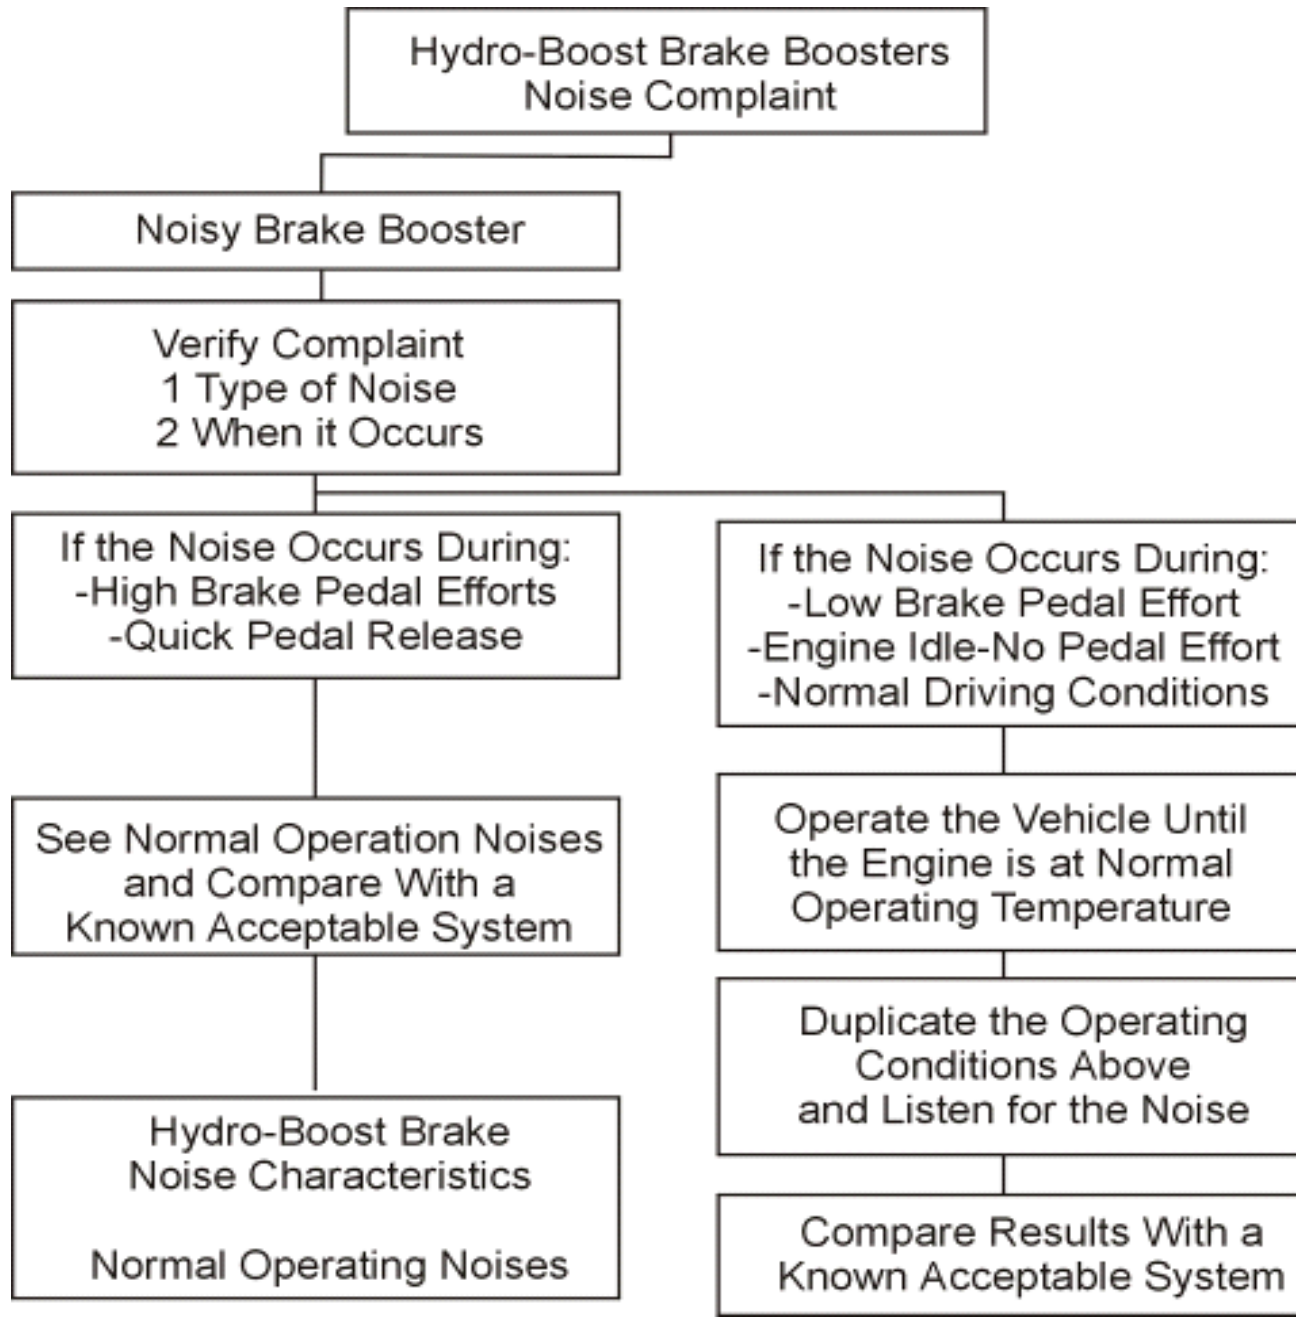 Hydro-Boost Brake Boosters
Noise Complaint
Noisy Brake Booster
Verify Complaint
1 Type of Noise
2 When it Occurs
If the Noise Occurs During:
-High Brake Pedal Efforts
-Quick Pedal Release
See Normal Operation Noises
and Compare With a
Known Acceptable System
Hydro-Boost Brake
Noise Characteristics
Normal Operating Noises
If the Noise Occurs During:
-Low Brake Pedal Effort
-Engine Idle-No Pedal Effort
-Normal Driving Conditions
Operate the Vehicle Until
the Engine is at Normal
Operating Temperature
Duplicate the Operating
Conditions Above
and Listen for the Noise
Compare Results With a
Known Acceptable System